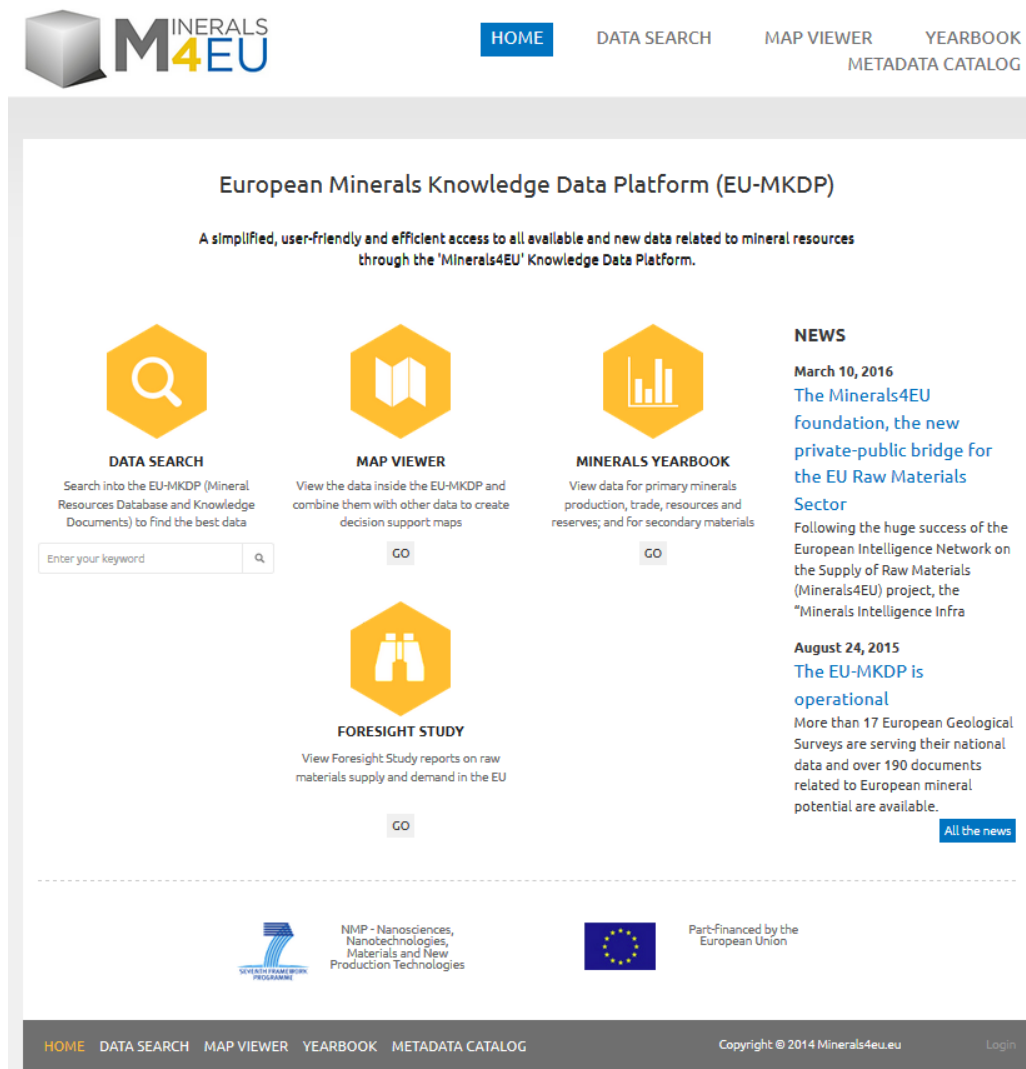 MINERALS
4EU
HOME DATA SEARCH MAP VIEWER YEARBOOK
METADATA CATALOG
European Minerals Knowledge Data Platform (EU-MKDP)
A simplified, user-friendly and efficient access to all available and new data related to mineral resources
through the 'Minerals4EU' Knowledge Data Platform.
DATA SEARCH
Search into the EU-MKDP (Mineral
Resources Database and Knowledge
Documents) to find the best data
Enter your keyword
MAP VIEWER
View the data inside the EU-MKDP and
combine them with other data to create
decision support maps
GO
MINERALS YEARBOOK
View data for primary minerals
production, trade, resources and
reserves; and for secondary materials
GO
FORESIGHT STUDY
View Foresight Study reports on raw
materials supply and demand in the EU
GO
NEWS
March 10, 2016
The Minerals4EU
foundation, the new
private-public bridge for
the EU Raw Materials
Sector
Following the huge success of the
European Intelligence Network on
the Supply of Raw Materials
(Minerals4EU) project, the
“Minerals Intelligence Infra
August 24, 2015
The EU-MKDP is
operational
More than 17 European Geological
Surveys are serving their national
data and over 190 documents
related to European mineral
potential are available.
All the news
SEVENTH FRAMEWORK
PROGRAMME
NMP - Nanosciences,
Nanotechnologies,
Materials and New
Production Technologies
Part-financed by the
European Union
HOME DATA SEARCH MAP VIEWER YEARBOOK METADATA CATALOG
Copyright © 2014 Minerals4eu.eu
Login